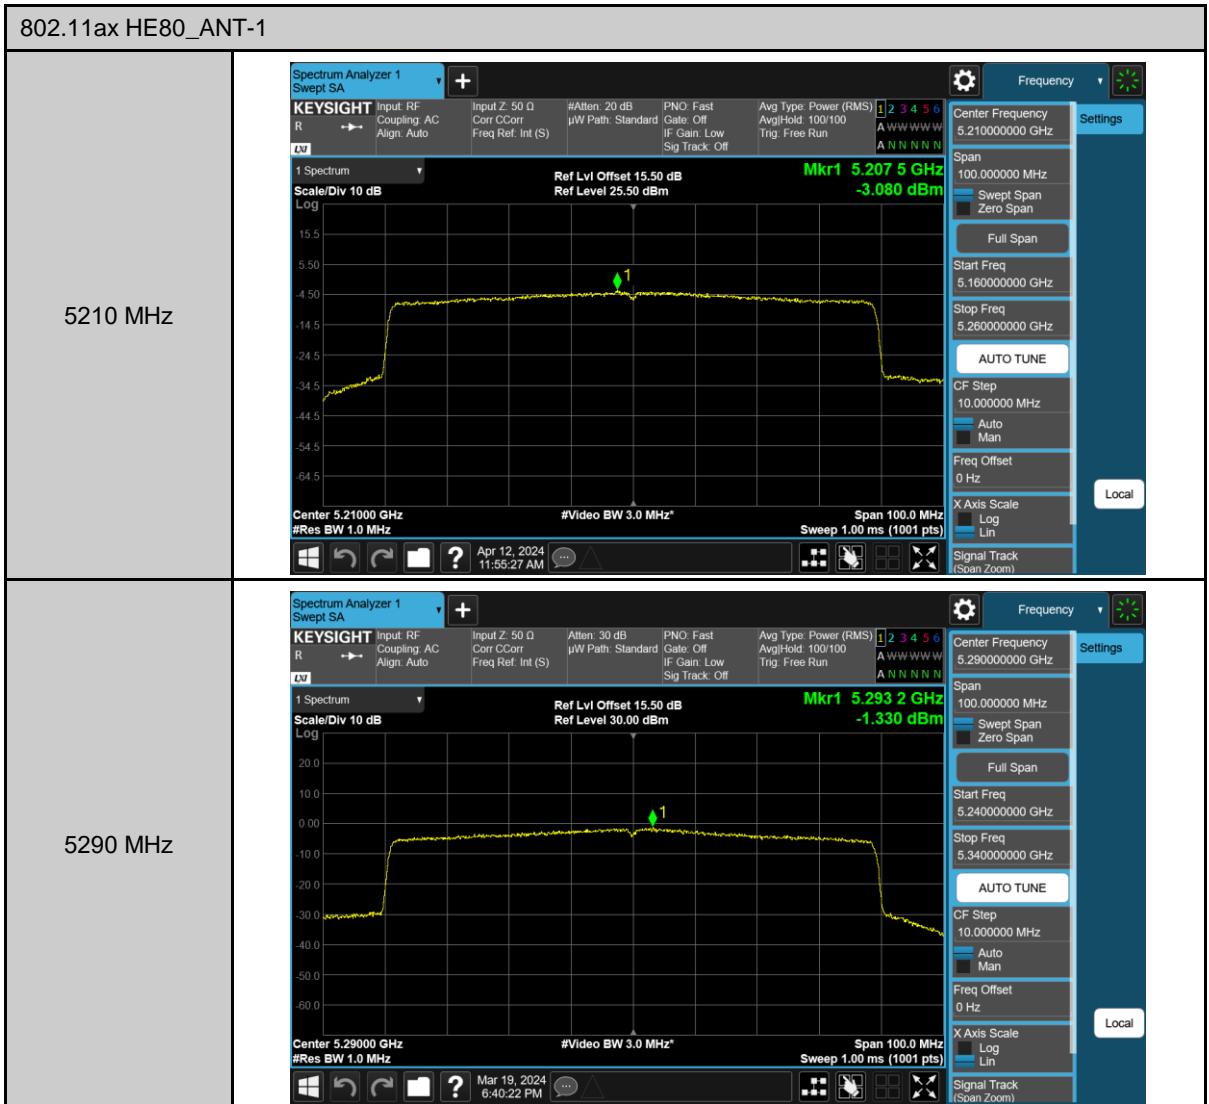 802.11ax HE80_ANT-1
5210 MHz
Spectrum Analyzer 1
Swept SA
Frequency
KEYSIGHT
R
LXI
Input: RF
Coupling: AC
Align: Auto
Input Z: 50 Ω
Corr CCorr
Freq Ref: Int (S)
#Atten: 20 dB
µW Path: Standard
PNO: Fast
Gate: Off
IF Gain: Low
Sig Track: Off
Avg Type: Power (RMS)
Avg|Hold: 100/100
Trig: Free Run
1 2 3 4 5 6
A W W W W W
A N N N N N
1 Spectrum
Scale/Div 10 dB
Log
Ref Lvl Offset 15.50 dB
Ref Level 25.50 dBm
Mkr1 5.207 5 GHz
-3.080 dBm
15.5
5.50
-4.50
-14.5
-24.5
-34.5
-44.5
-54.5
-64.5
1
Center 5.21000 GHz
#Res BW 1.0 MHz
#Video BW 3.0 MHz*
Span 100.0 MHz
Sweep 1.00 ms (1001 pts)
Apr 12, 2024
11:55:27 AM
Center Frequency
5.210000000 GHz
Settings
Span
100.000000 MHz
Swept Span
Zero Span
Full Span
Start Freq
5.160000000 GHz
Stop Freq
5.260000000 GHz
AUTO TUNE
CF Step
10.000000 MHz
Auto
Man
Freq Offset
0 Hz
X Axis Scale
Log
Lin
Local
Signal Track
(Span Zoom)
5290 MHz
Spectrum Analyzer 1
Swept SA
Frequency
KEYSIGHT
R
LXI
Input: RF
Coupling: AC
Align: Auto
Input Z: 50 Ω
Corr CCorr
Freq Ref: Int (S)
Atten: 30 dB
µW Path: Standard
PNO: Fast
Gate: Off
IF Gain: Low
Sig Track: Off
Avg Type: Power (RMS)
Avg|Hold: 100/100
Trig: Free Run
1 2 3 4 5 6
A W W W W W
A N N N N N
1 Spectrum
Scale/Div 10 dB
Log
Ref Lvl Offset 15.50 dB
Ref Level 30.00 dBm
Mkr1 5.293 2 GHz
-1.330 dBm
20.0
10.0
0.00
-10.0
-20.0
-30.0
-40.0
-50.0
-60.0
1
Center 5.29000 GHz
#Res BW 1.0 MHz
#Video BW 3.0 MHz*
Span 100.0 MHz
Sweep 1.00 ms (1001 pts)
Mar 19, 2024
6:40:22 PM
Center Frequency
5.290000000 GHz
Settings
Span
100.000000 MHz
Swept Span
Zero Span
Full Span
Start Freq
5.240000000 GHz
Stop Freq
5.340000000 GHz
AUTO TUNE
CF Step
10.000000 MHz
Auto
Man
Freq Offset
0 Hz
X Axis Scale
Log
Lin
Local
Signal Track
(Span Zoom)